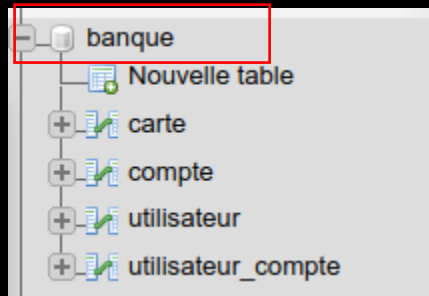 banque
Nouvelle table
carte
compte
utilisateur
utilisateur_compte